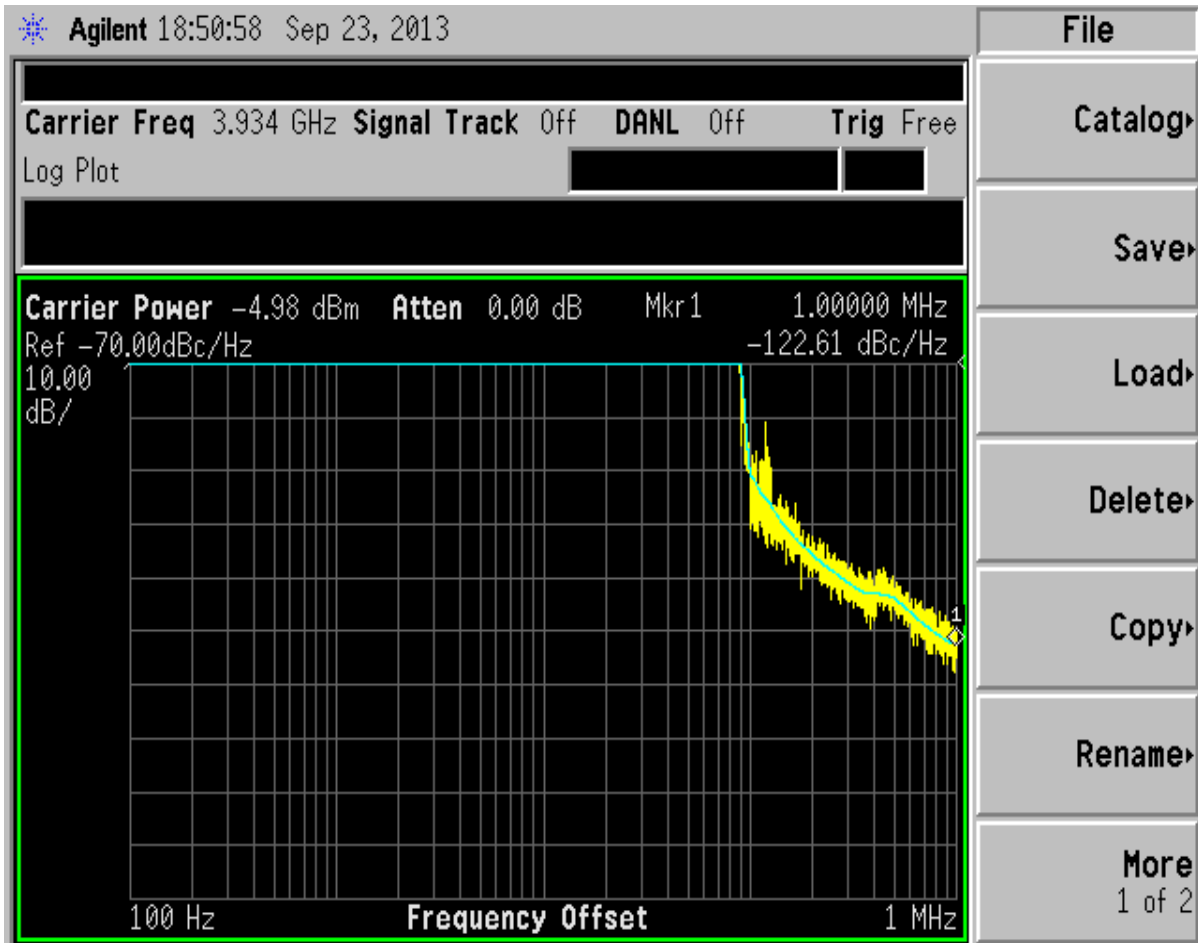 Agilent 18:50:58 Sep 23, 2013
File
Carrier Freq 3.934 GHz Signal Track Off DANL Off Trig Free
Log Plot
Catalog
Save
Carrier Power -4.98 dBm Atten 0.00 dB Mkr1 1.00000 MHz
Ref -70.00dBc/Hz -122.61 dBc/Hz
10.00
dB/
Load
Delete
Copy
1
Rename
More
1 of 2
100 Hz Frequency Offset 1 MHz